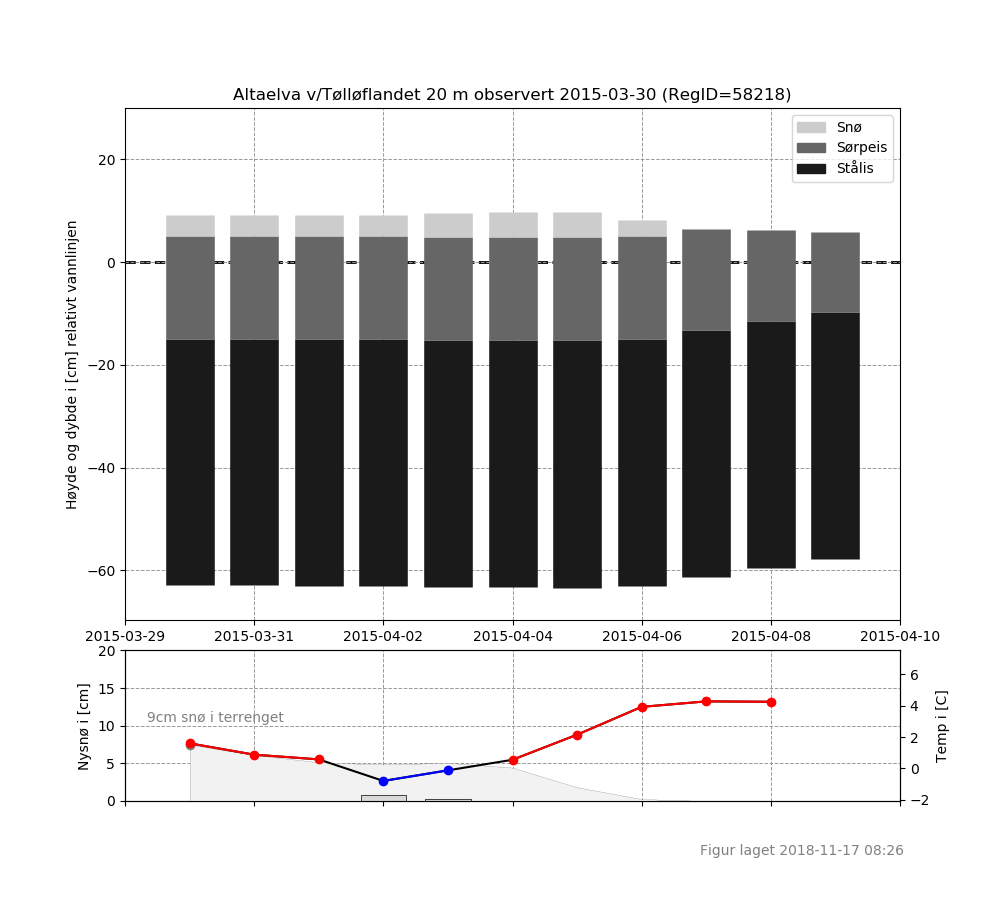 Altaelva v/Tølløflandet 20 m observert 2015-03-30 (RegID=58218)
Snø
Sørpeis
Stålis
Høyde og dybde i [cm] relativt vannlinjen
20
0
−20
−40
−60
2015-03-29 2015-03-31 2015-04-02 2015-04-04 2015-04-06 2015-04-08 2015-04-10
Nysnø i [cm]
20
15
10
5
0
9cm snø i terrenget
6
4
2
0
−2
Temp i [C]
Figur laget 2018-11-17 08:26